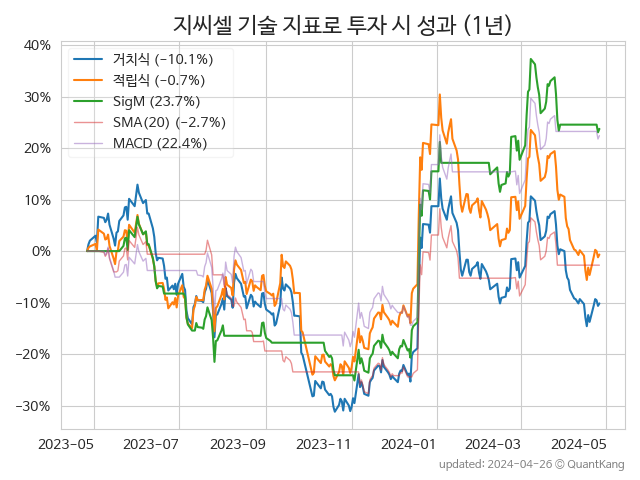 지씨셀 기술 지표로 투자 시 성과 (1년)
40%
30%
20%
10%
0%
−10%
−20%
−30%
거치식 (−10.1%)
적립식 (−0.7%)
SigM (23.7%)
SMA(20) (−2.7%)
MACD (22.4%)
2023-05
2023-07
2023-09
2023-11
2024-01
2024-03
2024-05
updated: 2024-04-26 © QuantKang